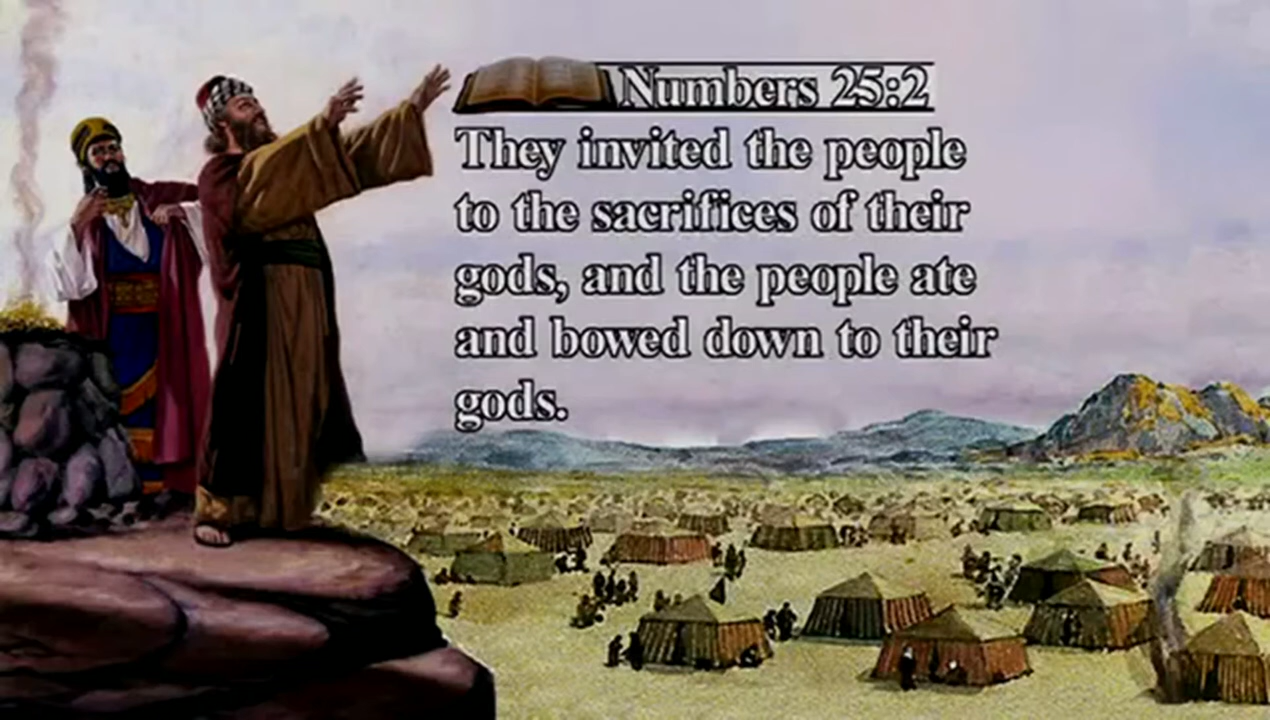 Numbers 25:2
They invited the people
to the sacrifices of their
gods, and the people ate
and bowed down to their
gods.